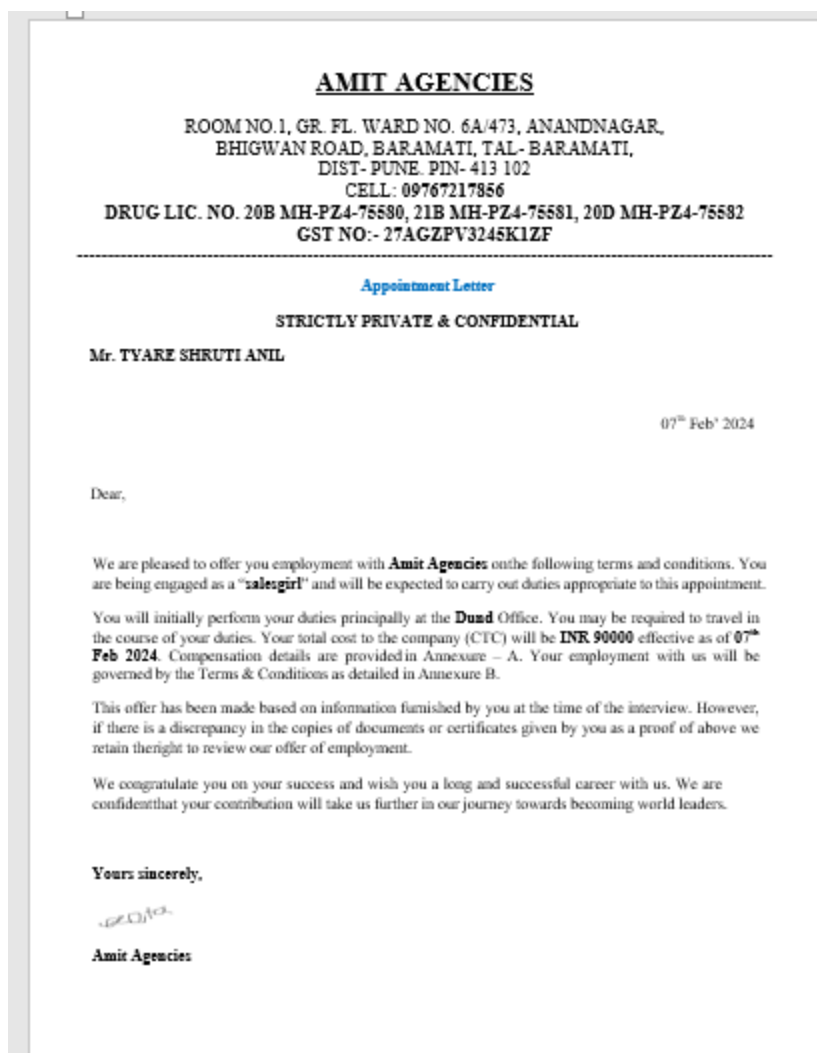 AMIT AGENCIES
ROOM NO.1, GR. FL. WARD NO. 6A/473, ANANDNAGAR,
BHIGWAN ROAD, BARAMATI, TAL- BARAMATI,
DIST- PUNE. PIN- 413 102
CELL: 09767217856
DRUG LIC. NO. 20B MH-PZ4-75580, 21B MH-PZ4-75581, 20D MH-PZ4-75582
GST NO:- 27AGZPV3245K1ZF
Appointment Letter
STRICTLY PRIVATE & CONFIDENTIAL
Mr. TYARE SHRUTI ANIL
07th Feb' 2024
Dear,
We are pleased to offer you employment with Amit Agencies onthe following terms and conditions. You
are being engaged as a "salesgirl" and will be expected to carry out duties appropriate to this appointment.
You will initially perform your duties principally at the Dund Office. You may be required to travel in
the course of your duties. Your total cost to the company (CTC) will be INR 90000 effective as of 07th
Feb 2024. Compensation details are provided in Annexure – A. Your employment with us will be
governed by the Terms & Conditions as detailed in Annexure B.
This offer has been made based on information furnished by you at the time of the interview. However,
if there is a discrepancy in the copies of documents or certificates given by you as a proof of above we
retain theright to review our offer of employment.
We congratulate you on your success and wish you a long and successful career with us. We are
confidentthat your contribution will take us further in our journey towards becoming world leaders.
Yours sincerely,
Amit Agencies